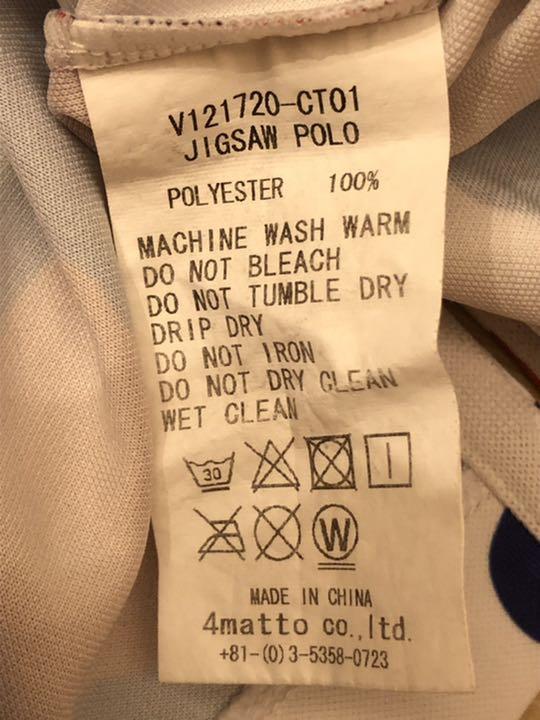 V121720-CT01
JIGSAW POLO
POLYESTER 100%
MACHINE WASH WARM
DO NOT BLEACH
DO NOT TUMBLE DRY
DRIP DRY
DO NOT IRON
DO NOT DRY CLEAN
WET CLEAN
30
W
MADE IN CHINA
4matto co.,ltd.
+81-(0)3-5358-0723